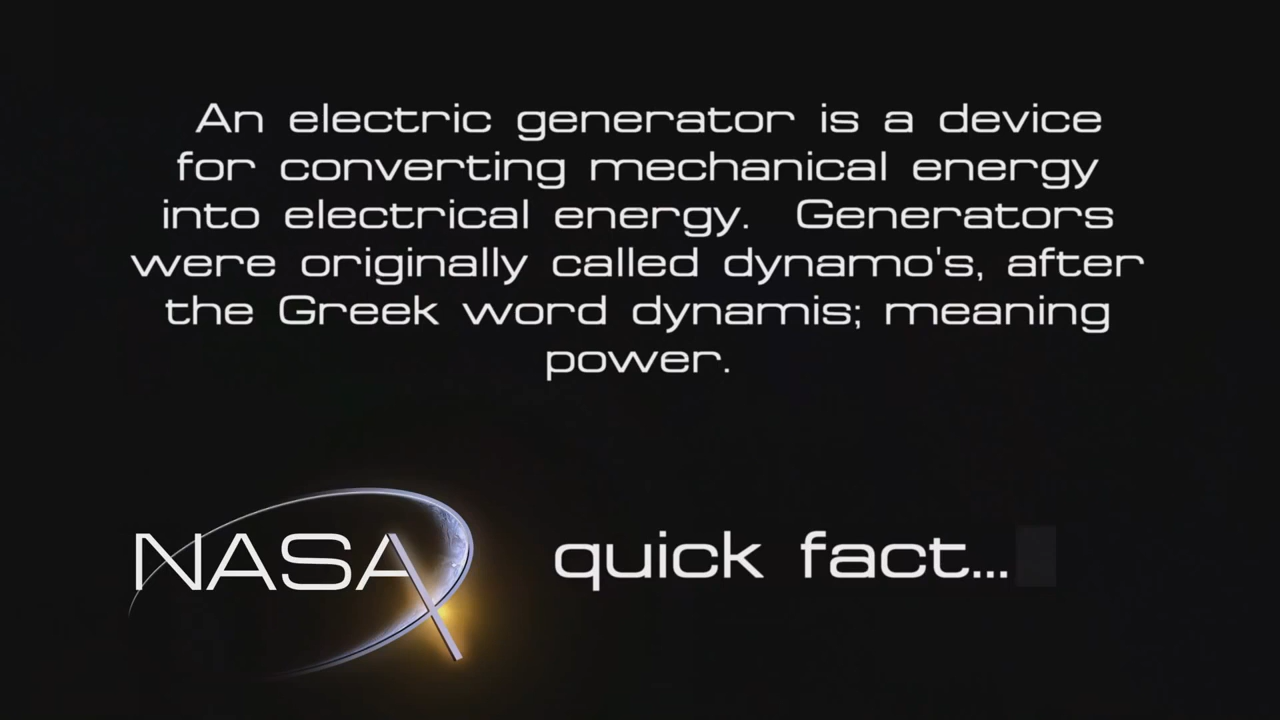 An electric generator is a device
for converting mechanical energy
into electrical energy.  Generators
were originally called dynamo's, after
the Greek word dynamis; meaning
power.
NASA quick fact...